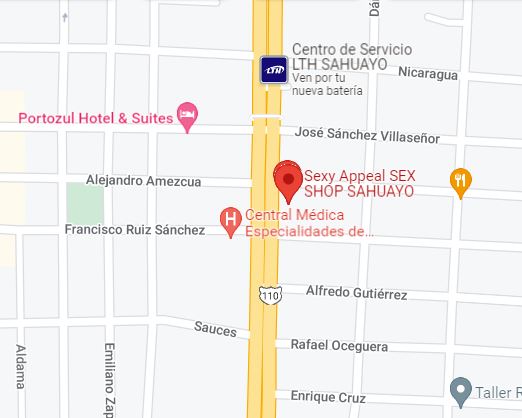 Centro de Servicio
LTH SAHUAYO
Ven por tu
nueva batería
LTH
Nicaragua
Portozul Hotel & Suites
José Sánchez Villaseñor
Sexy Appeal SEX
SHOP SAHUAYO
Alejandro Amezcua
Central Médica
Especialidades de...
H
Francisco Ruiz Sánchez
110
Alfredo Gutiérrez
Sauces
Rafael Oceguera
Aldama
Emiliano Zap
Enrique Cruz
Taller R